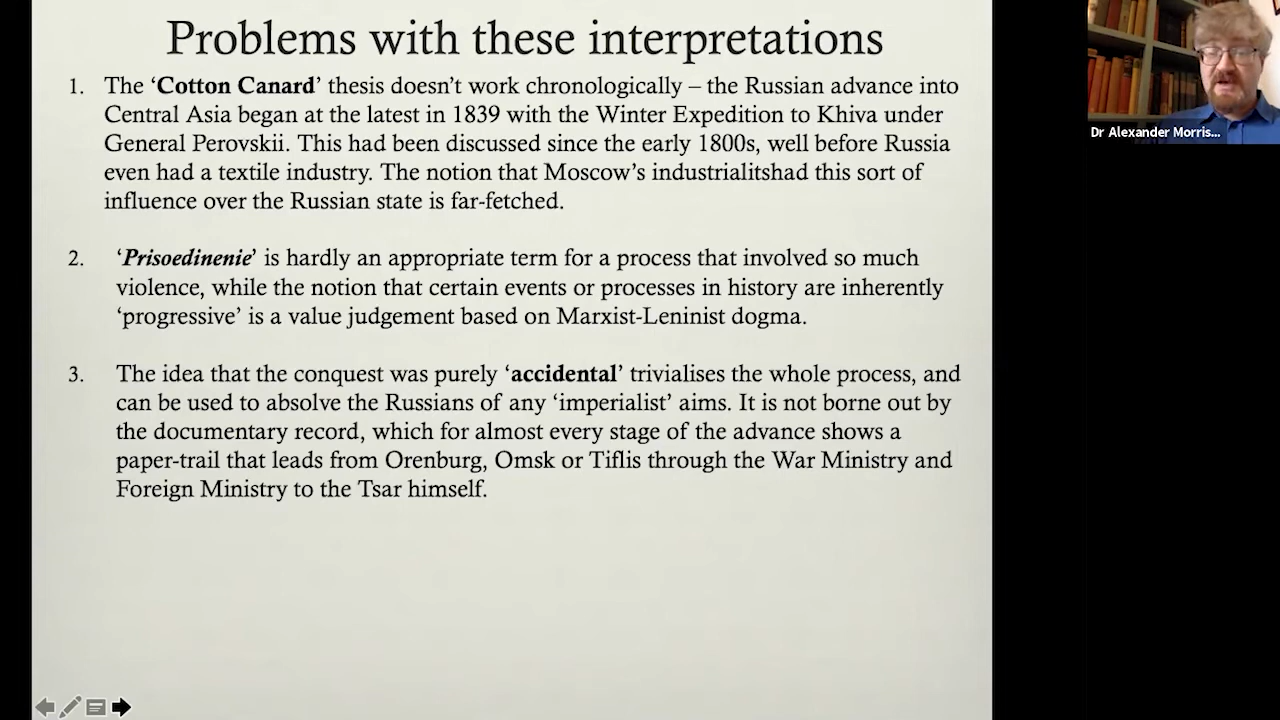 Problems with these interpretations
1. The ‘Cotton Canard’ thesis doesn’t work chronologically – the Russian advance into
Central Asia began at the latest in 1839 with the Winter Expedition to Khiva under
General Perovskii. This had been discussed since the early 1800s, well before Russia
even had a textile industry. The notion that Moscow’s industrialitshad this sort of
influence over the Russian state is far-fetched.
2. ‘Prisoedinenie’ is hardly an appropriate term for a process that involved so much
violence, while the notion that certain events or processes in history are inherently
‘progressive’ is a value judgement based on Marxist-Leninist dogma.
3. The idea that the conquest was purely ‘accidental’ trivialises the whole process, and
can be used to absolve the Russians of any ‘imperialist’ aims. It is not borne out by
the documentary record, which for almost every stage of the advance shows a
paper-trail that leads from Orenburg, Omsk or Tiflis through the War Ministry and
Foreign Ministry to the Tsar himself.
Dr Alexander Morris...